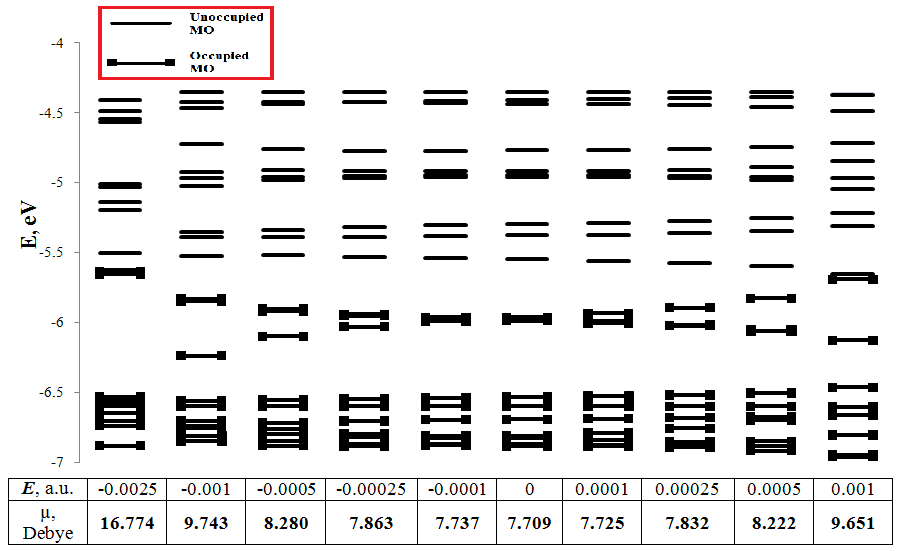 Unoccupied
MO
Occupied
MO
E, eV
-4
-4.5
-5
-5.5
-6
-6.5
-7
E, a.u. -0.0025 -0.001 -0.0005 -0.00025 -0.0001 0 0.0001 0.00025 0.0005 0.001
μ,
Debye 16.774 9.743 8.280 7.863 7.737 7.709 7.725 7.832 8.222 9.651